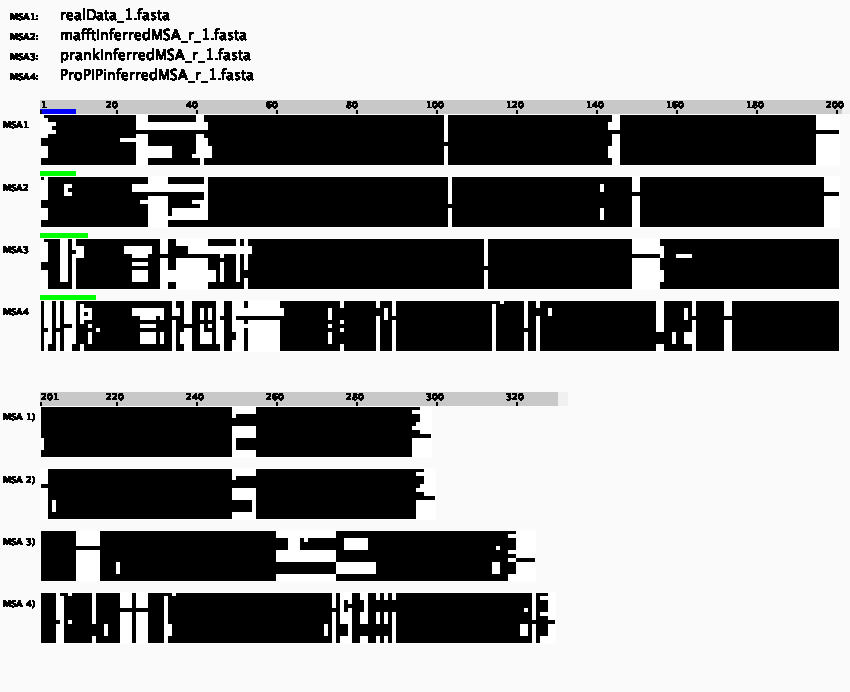 MSA1: realData_1.fasta
MSA2: mafftInferredMSA_r_1.fasta
MSA3: prankInferredMSA_r_1.fasta
MSA4: ProPIPinferredMSA_r_1.fasta
1 20 40 60 80 100 120 140 160 180 200
MSA1
MSA2
MSA3
MSA4
201 220 240 260 280 300 320
MSA 1)
MSA 2)
MSA 3)
MSA 4)